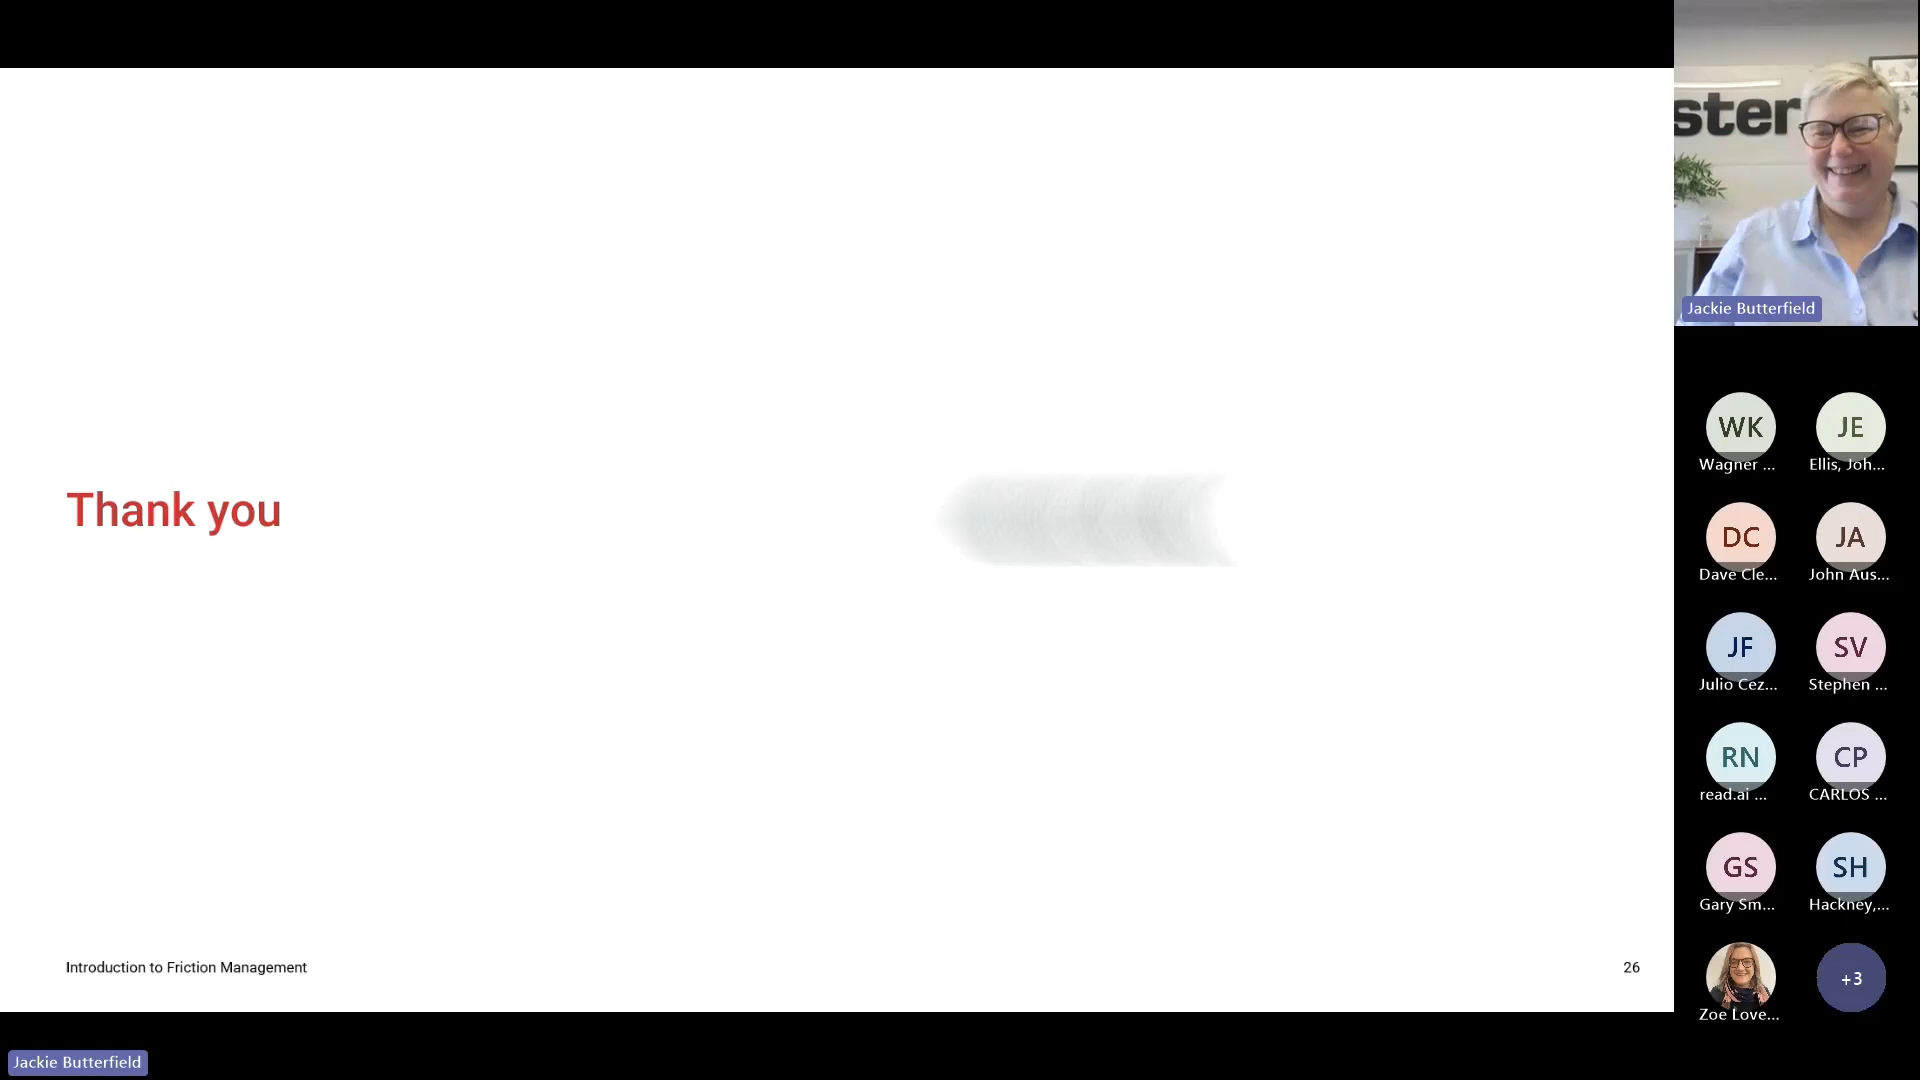 Thank you
Introduction to Friction Management
26
Jackie Butterfield
ster
Jackie Butterfield
WK
Wagner ...
JE
Ellis, Joh...
DC
Dave Cle...
JA
John Aus...
JF
Julio Cez...
SV
Stephen ...
RN
read.ai ...
CP
CARLOS ...
GS
Gary Sm...
SH
Hackney,...
Zoe Love...
+3